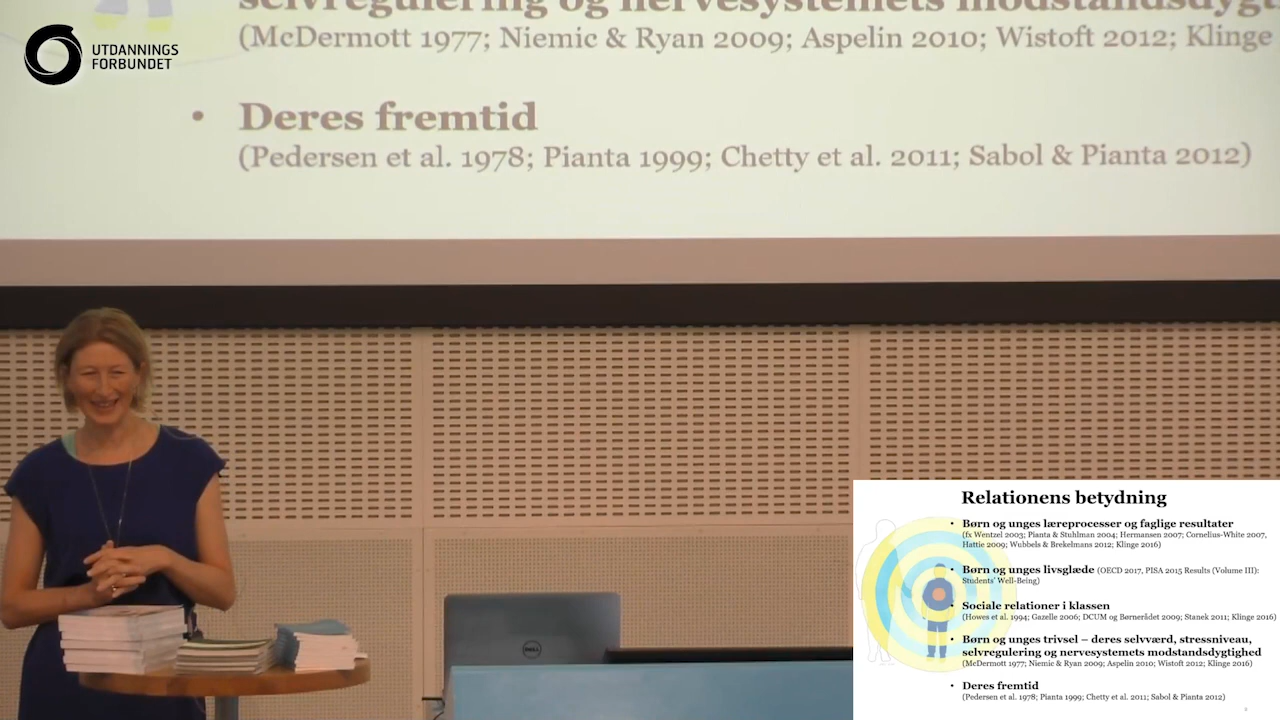 selvregulering og nervesystemets modstandsdygt
(McDermott 1977; Niemic & Ryan 2009; Aspelin 2010; Wistoft 2012; Klinge
UTDANNINGS
FORBUNDET
• Deres fremtid
(Pedersen et al. 1978; Pianta 1999; Chetty et al. 2011; Sabol & Pianta 2012)
DELL
Relationens betydning
• Børn og unges læreprocesser og faglige resultater
(fx Wentzel 2003; Pianta & Stuhlman 2004; Hermansen 2007; Cornelius-White 2007,
Hattie 2009; Wubbels & Brekelmans 2012; Klinge 2016)
• Børn og unges livsglæde (OECD 2017, PISA 2015 Results (Volume III):
Students' Well-Being)
• Sociale relationer i klassen
(Howes et al. 1994; Gazelle 2006; DCUM og Børnerådet 2009; Stanek 2011; Klinge 2016)
• Børn og unges trivsel – deres selvværd, stressniveau,
selvregulering og nervesystemets modstandsdygtighed
(McDermott 1977; Niemic & Ryan 2009; Aspelin 2010; Wistoft 2012; Klinge 2016)
• Deres fremtid
(Pedersen et al. 1978; Pianta 1999; Chetty et al. 2011; Sabol & Pianta 2012)